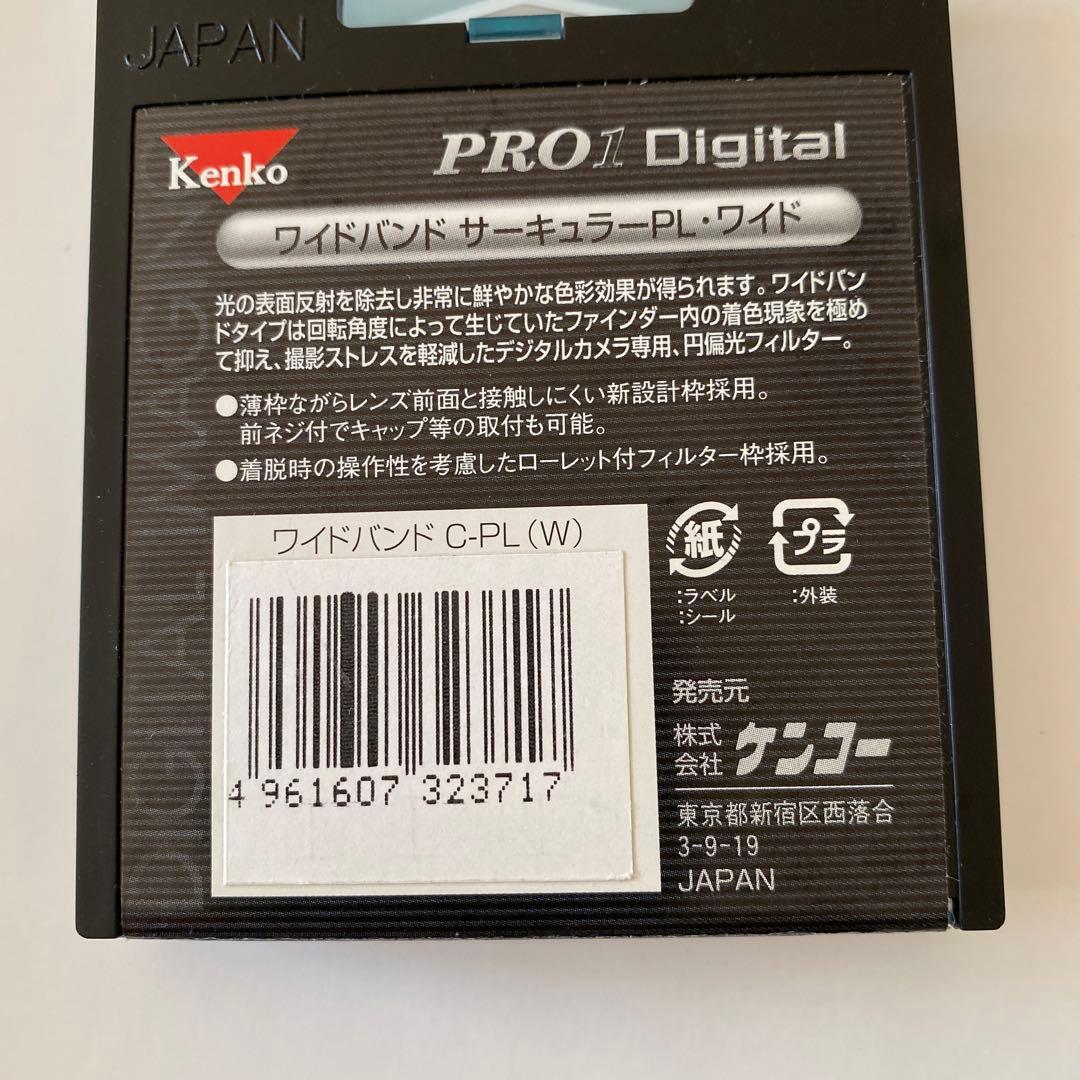 JAPAN
Kenko
PRO1 Digital
ワイドバンド サーキュラーPL・ワイド
光の表面反射を除去し非常に鮮やかな色彩効果が得られます。ワイドバン
ドタイプは回転角度によって生じていたファインダー内の着色現象を極め
て抑え、撮影ストレスを軽減したデジタルカメラ専用、円偏光フィルター。
●薄枠ながらレンズ前面と接触しにくい新設計枠採用。
前ネジ付でキャップ等の取付も可能。
●着脱時の操作性を考慮したローレット付フィルター枠採用。
ワイドバンド C-PL(W)
4 961607 323717
紙
:ラベル
:シール
プラ
:外装
発売元
株式会社 ケンコー
東京都新宿区西落合
3-9-19
JAPAN